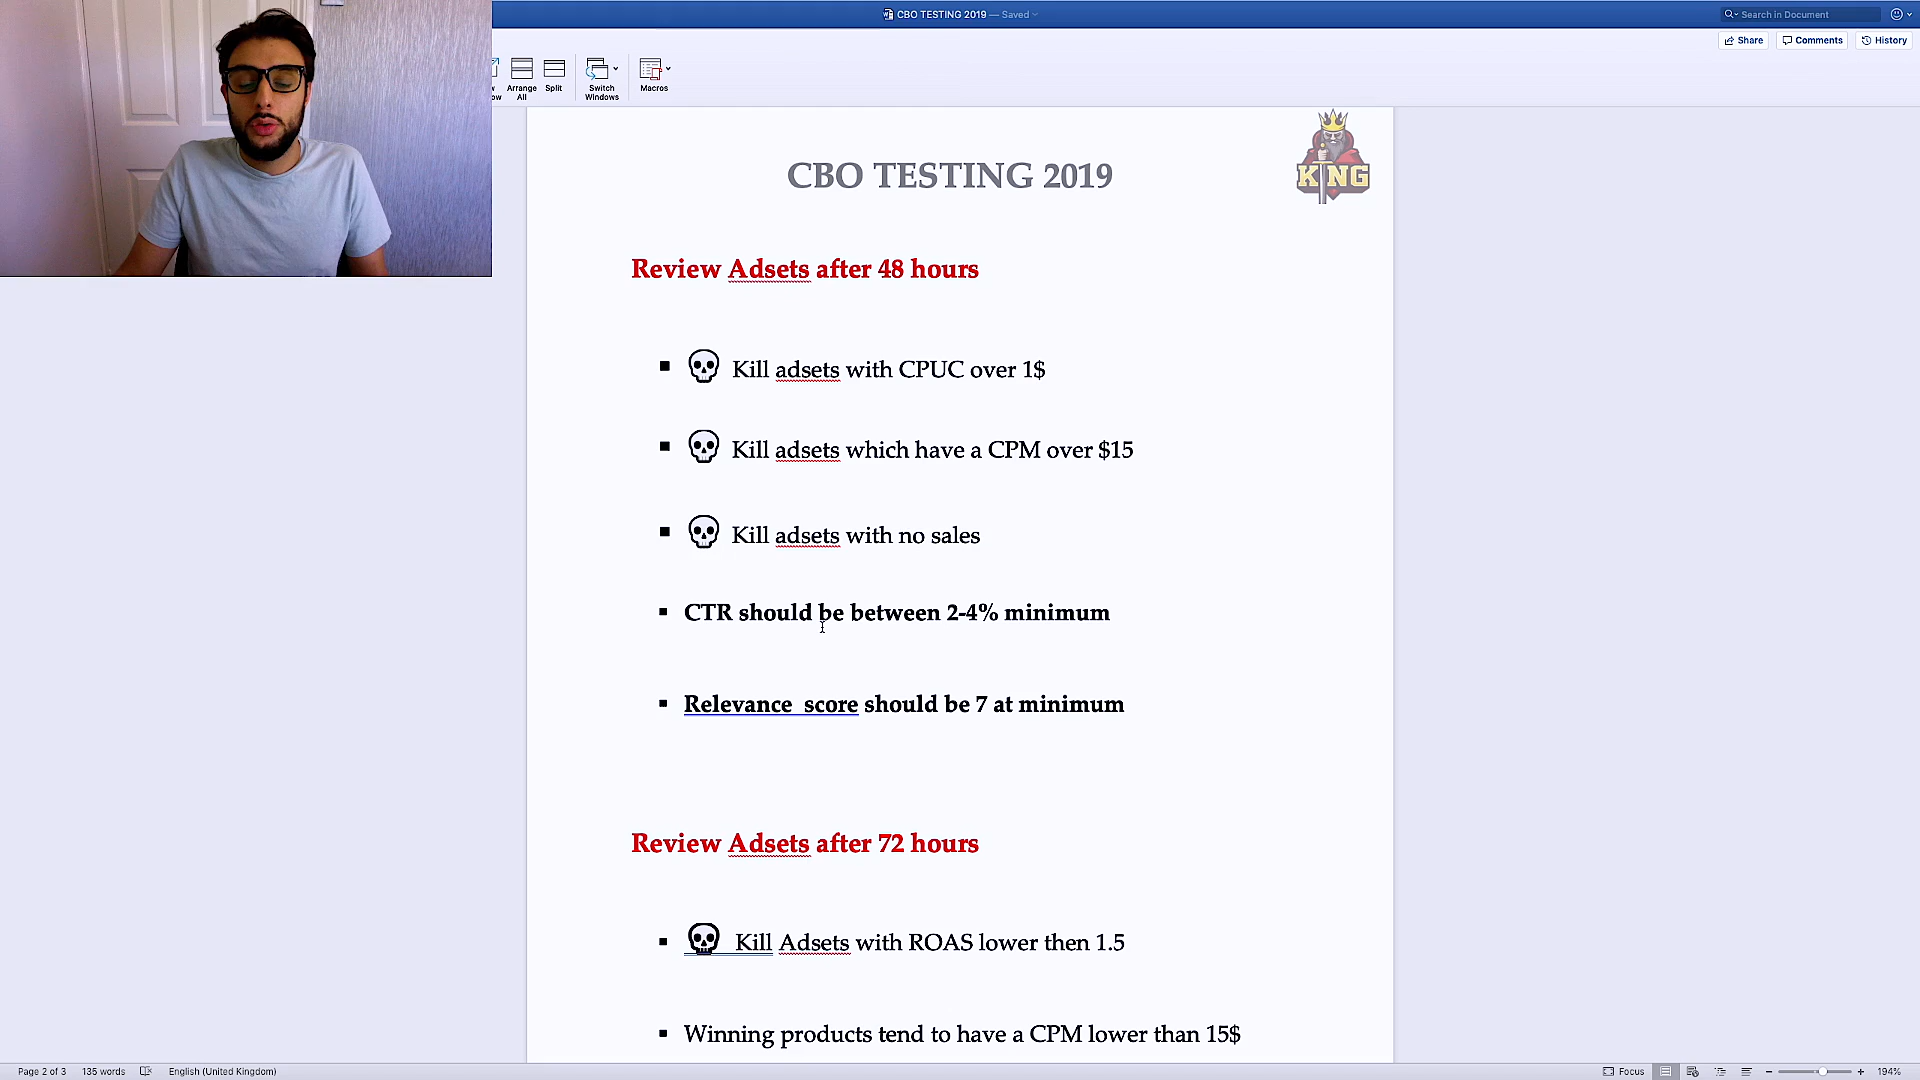 CBO TESTING 2019 — Saved
Search in Document
Share
Comments
History
Arrange All
Split
Switch Windows
Macros
KING
CBO TESTING 2019
Review Adsets after 48 hours
Kill adsets with CPUC over 1$
Kill adsets which have a CPM over $15
Kill adsets with no sales
CTR should be between 2-4% minimum
Relevance score should be 7 at minimum
Review Adsets after 72 hours
Kill Adsets with ROAS lower then 1.5
Winning products tend to have a CPM lower than 15$
Page 2 of 3
135 words
English (United Kingdom)
Focus
194%